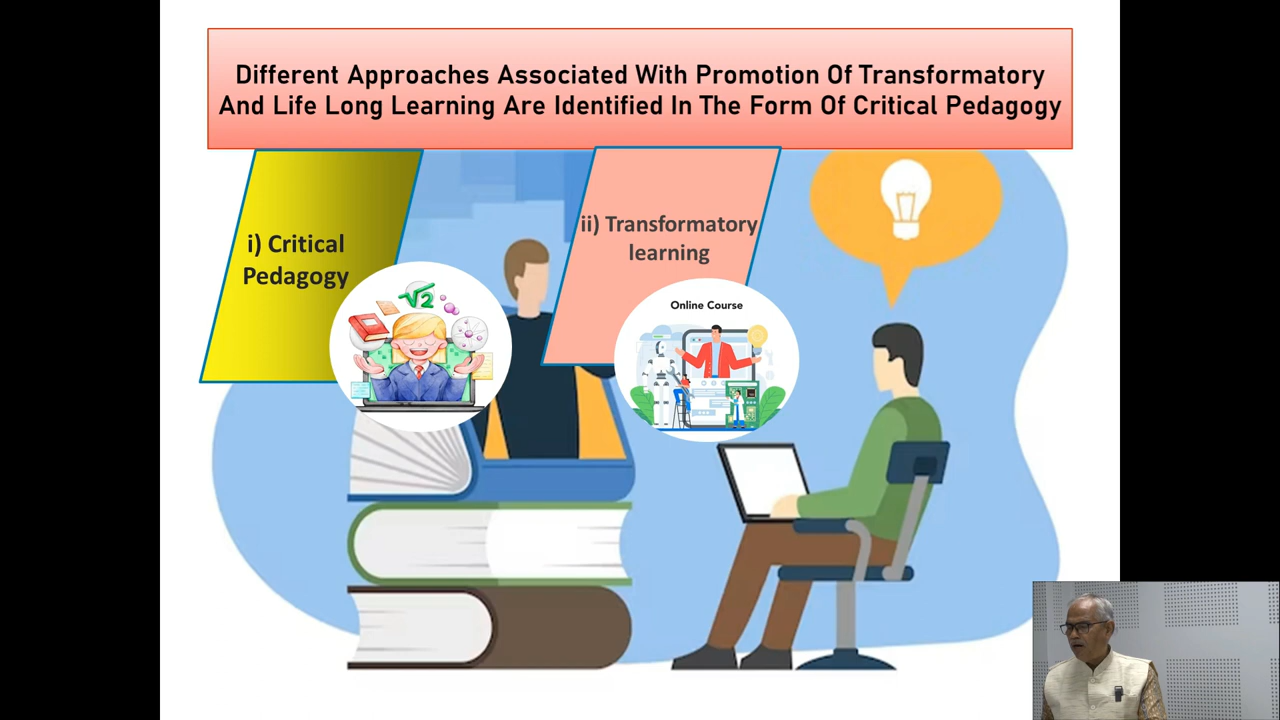 Different Approaches Associated With Promotion Of Transformatory
And Life Long Learning Are Identified In The Form Of Critical Pedagogy
i) Critical
Pedagogy
ii) Transformatory
learning
√2
Online Course